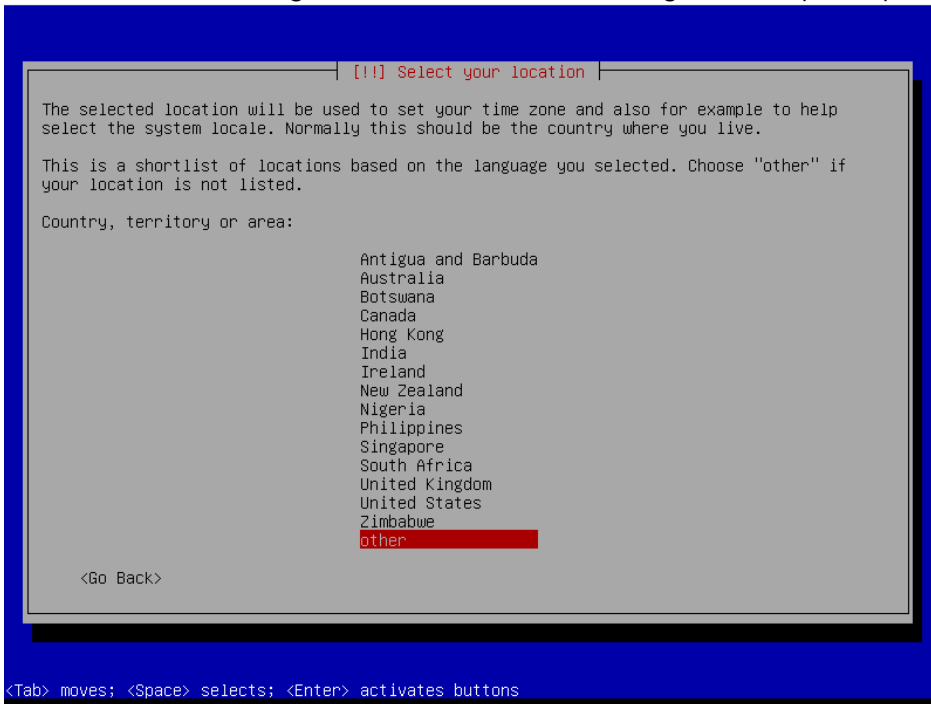 [!!] Select your location
The selected location will be used to set your time zone and also for example to help
select the system locale. Normally this should be the country where you live.
This is a shortlist of locations based on the language you selected. Choose "other" if
your location is not listed.
Country, territory or area:
Antigua and Barbuda
Australia
Botswana
Canada
Hong Kong
India
Ireland
New Zealand
Nigeria
Philippines
Singapore
South Africa
United Kingdom
United States
Zimbabwe
other
<Go Back>
<Tab> moves; <Space> selects; <Enter> activates buttons